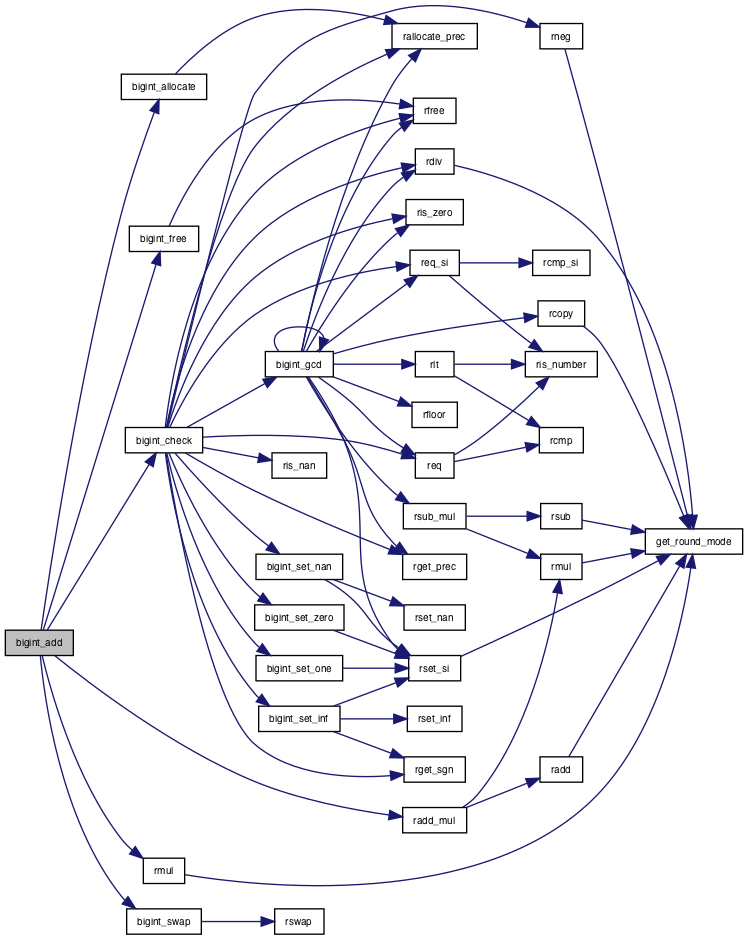 rallocate_prec
rneg
bigint_allocate
rfree
rdiv
ris_zero
bigint_free
req_si
rcmp_si
rcopy
bigint_gcd
rlt
ris_number
rfloor
bigint_check
rcmp
ris_nan
req
rsub_mul
rsub
get_round_mode
bigint_set_nan
rget_prec
rmul
bigint_set_zero
rset_nan
bigint_add
bigint_set_one
rset_si
bigint_set_inf
rset_inf
rget_sgn
radd
radd_mul
rmul
bigint_swap
rswap